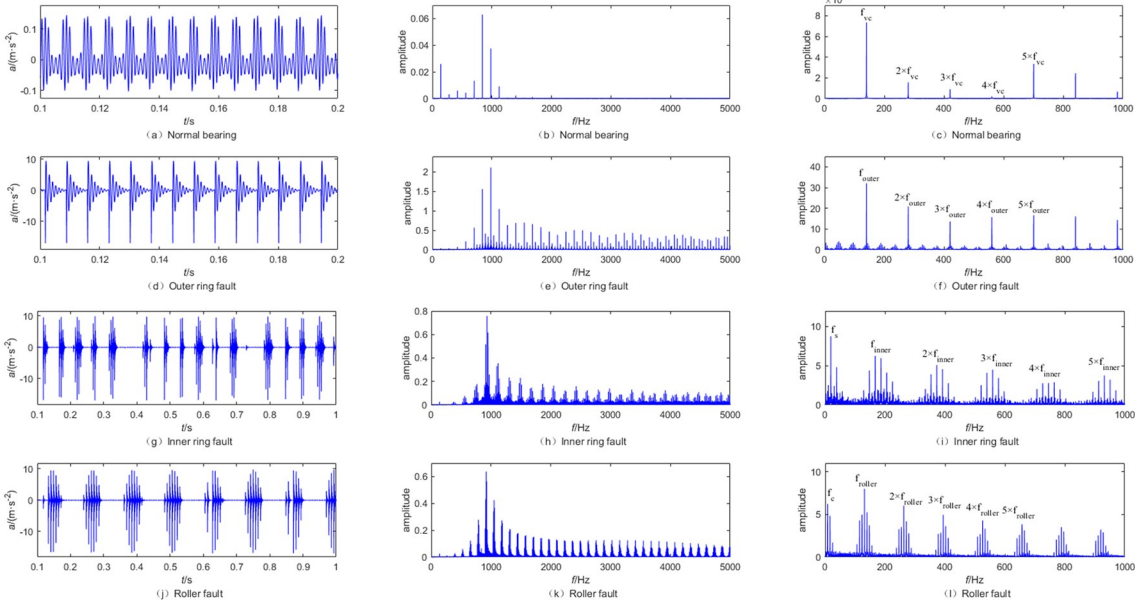 a/(m·s⁻²)
0.1
0
-0.1
0.1 0.12 0.14 0.16 0.18 0.2
t/s
(a) Normal bearing
amplitude
0.06
0.04
0.02
0
0 1000 2000 3000 4000 5000
f/Hz
(b) Normal bearing
amplitude
8
6
4
2
0
f_vc
2×f_vc
3×f_vc
4×f_vc
5×f_vc
0 200 400 600 800 1000
f/Hz
(c) Normal bearing
a/(m·s⁻²)
10
0
-10
0.1 0.12 0.14 0.16 0.18 0.2
t/s
(d) Outer ring fault
amplitude
2
1.5
1
0.5
0
0 1000 2000 3000 4000 5000
f/Hz
(e) Outer ring fault
amplitude
40
30
20
10
0
f_outer
2×f_outer
3×f_outer
4×f_outer
5×f_outer
0 200 400 600 800 1000
f/Hz
(f) Outer ring fault
a/(m·s⁻²)
10
0
-10
0.1 0.2 0.3 0.4 0.5 0.6 0.7 0.8 0.9 1
t/s
(g) Inner ring fault
amplitude
0.8
0.6
0.4
0.2
0
0 1000 2000 3000 4000 5000
f/Hz
(h) Inner ring fault
amplitude
10
5
0
f_s
f_inner
2×f_inner
3×f_inner
4×f_inner
5×f_inner
0 200 400 600 800 1000
f/Hz
(i) Inner ring fault
a/(m·s⁻²)
10
0
-10
0.1 0.2 0.3 0.4 0.5 0.6 0.7 0.8 0.9 1
t/s
(j) Roller fault
amplitude
0.6
0.4
0.2
0
0 1000 2000 3000 4000 5000
f/Hz
(k) Roller fault
amplitude
10
5
0
f_c
f_roller
2×f_roller
3×f_roller
4×f_roller
5×f_roller
0 200 400 600 800 1000
f/Hz
(l) Roller fault